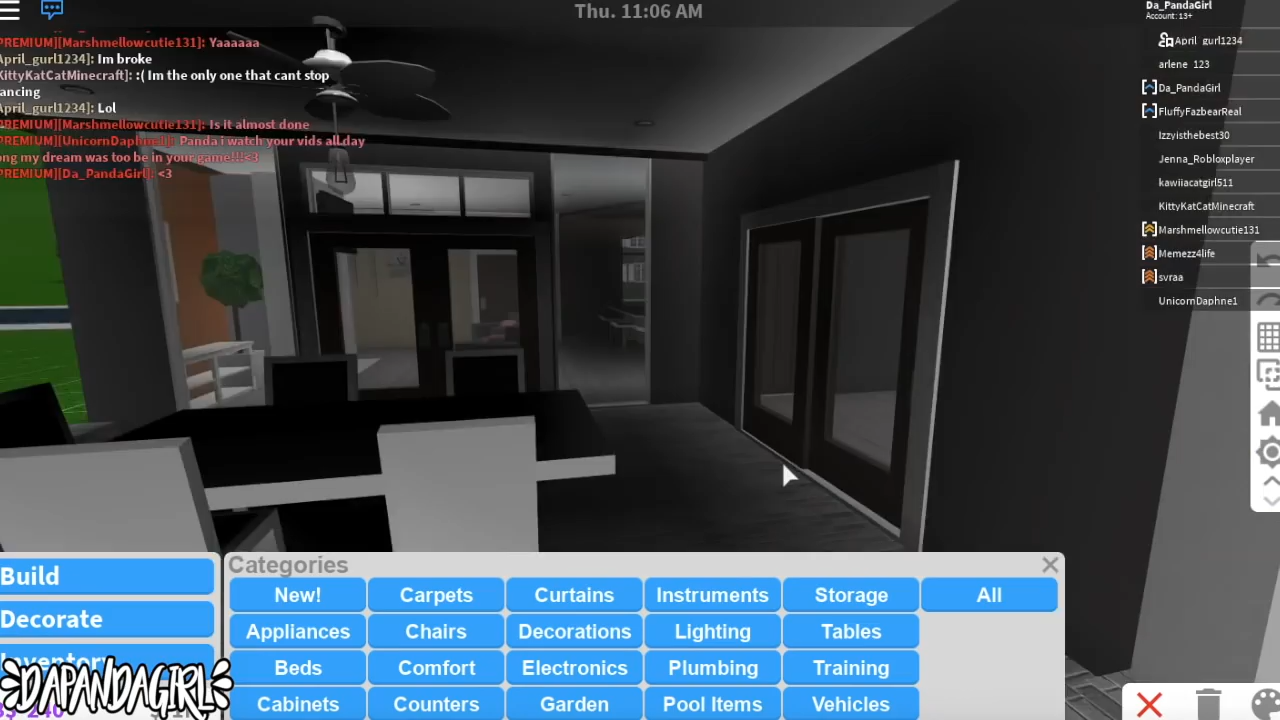 Thu. 11:06 AM
PREMIUM][Marshmellowcutie131]: Yaaaaaa
April_gurl1234]: Im broke
KittyKatCatMinecraft]: :( Im the only one that cant stop
ancing
April_gurl1234]: Lol
PREMIUM][Marshmellowcutie131]: Is it almost done
PREMIUM][UnicornDaphne1]: Panda i watch your vids all day
ong my dream was too be in your game!!!<3
PREMIUM][Da_PandaGirl]: <3
Da_PandaGirl
Account: 13+
April_gurl1234
arlene_123
Da_PandaGirl
FluffyFazbearReal
Izzyisthebest30
Jenna_Robloxplayer
kawiiacatgirl511
KittyKatCatMinecraft
Marshmellowcutie131
Memezz4life
svraa
UnicornDaphne1
Build
Decorate
Inventory
DAPANDAGIRL
Categories
New! Carpets Curtains Instruments Storage All
Appliances Chairs Decorations Lighting Tables
Beds Comfort Electronics Plumbing Training
Cabinets Counters Garden Pool Items Vehicles